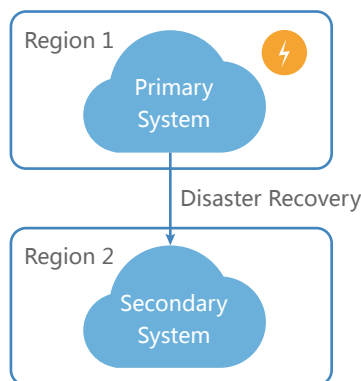 Region 1
Primary
System
Disaster Recovery
Region 2
Secondary
System